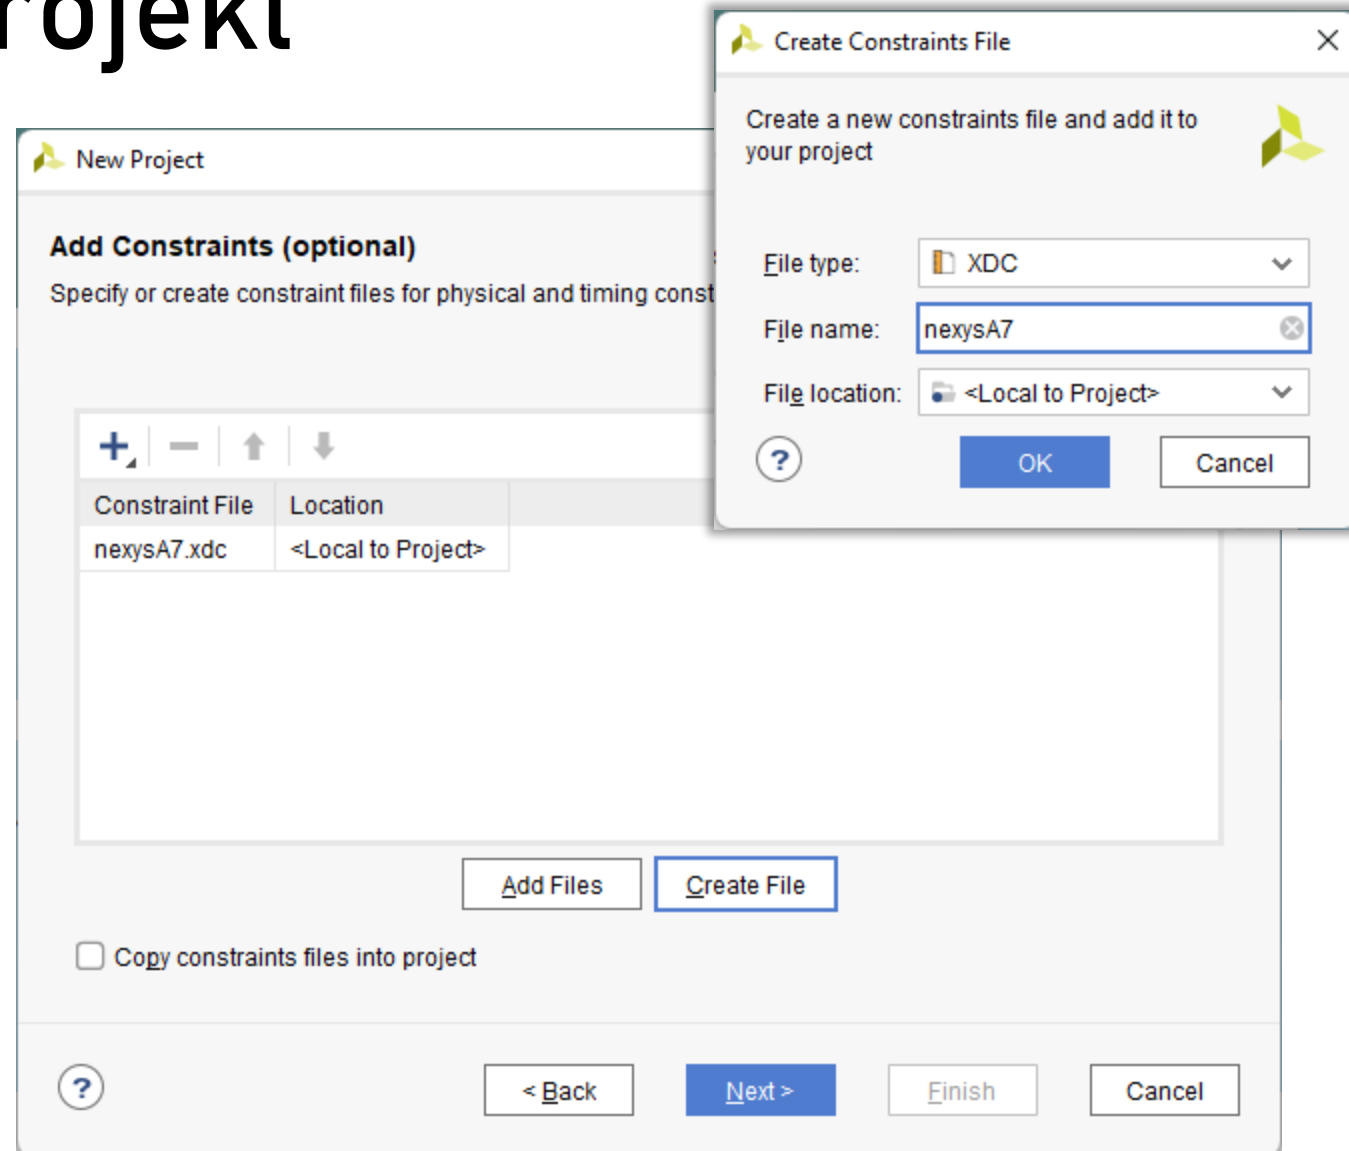 rojekt
Create Constraints File
Create a new constraints file and add it to
your project
File type: XDC
File name: nexysA7
File location: <Local to Project>
? OK Cancel
New Project
Add Constraints (optional)
Specify or create constraint files for physical and timing const
Constraint File Location
nexysA7.xdc <Local to Project>
Add Files Create File
Copy constraints files into project
? < Back Next > Finish Cancel